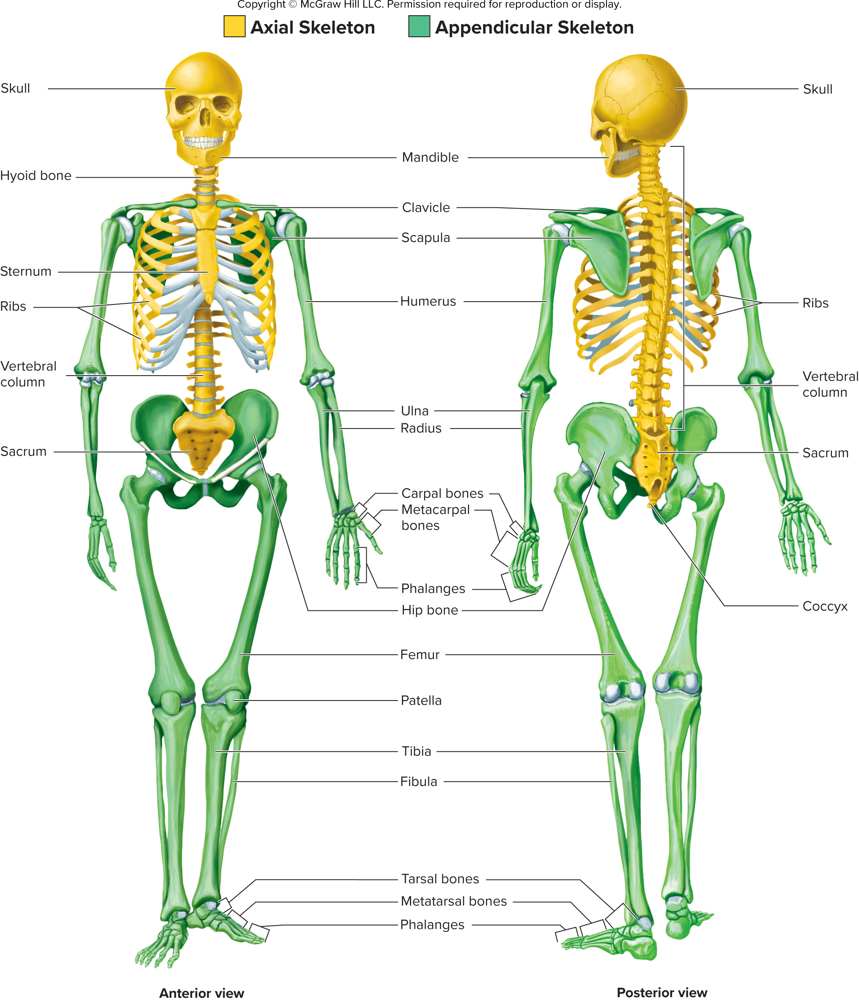 Copyright © McGraw Hill LLC. Permission required for reproduction or display.
Axial Skeleton
Appendicular Skeleton
Skull
Skull
Mandible
Hyoid bone
Clavicle
Scapula
Sternum
Humerus
Ribs
Ribs
Vertebral
column
Vertebral
column
Ulna
Radius
Sacrum
Sacrum
Carpal bones
Metacarpal
bones
Phalanges
Hip bone
Coccyx
Femur
Patella
Tibia
Fibula
Tarsal bones
Metatarsal bones
Phalanges
Anterior view
Posterior view